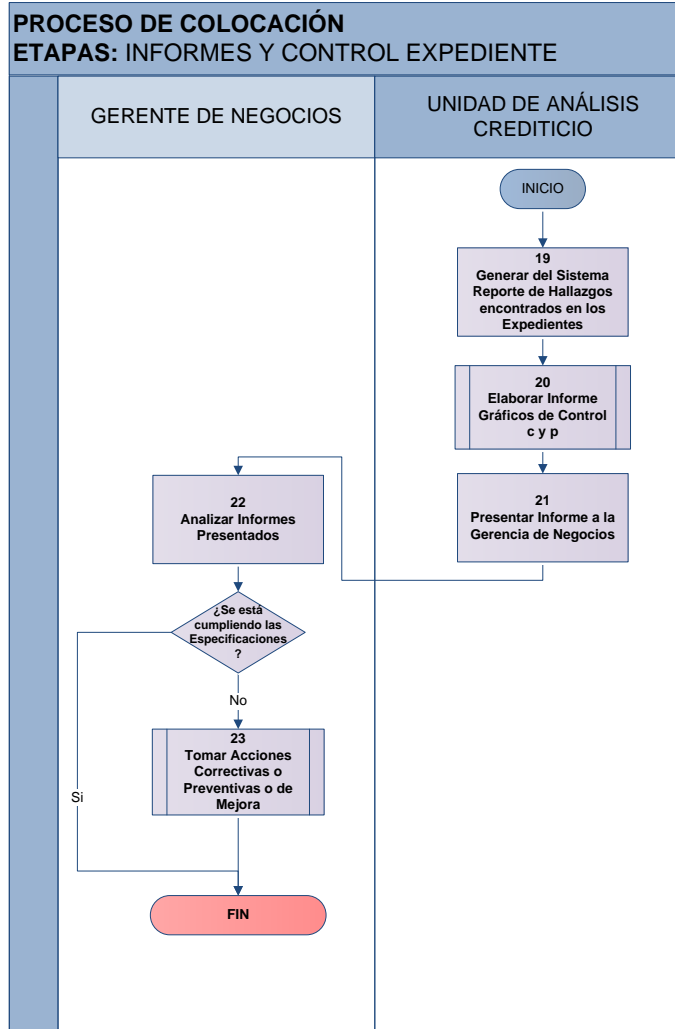 PROCESO DE COLOCACIÓN
ETAPAS: INFORMES Y CONTROL EXPEDIENTE
GERENTE DE NEGOCIOS
UNIDAD DE ANÁLISIS
CREDITICIO
INICIO
19
Generar del Sistema
Reporte de Hallazgos
encontrados en los
Expedientes
20
Elaborar Informe
Gráficos de Control
c y p
21
Presentar Informe a la
Gerencia de Negocios
22
Analizar Informes
Presentados
¿Se está
cumpliendo las
Especificaciones
?
No
Si
23
Tomar Acciones
Correctivas o
Preventivas o de
Mejora
FIN